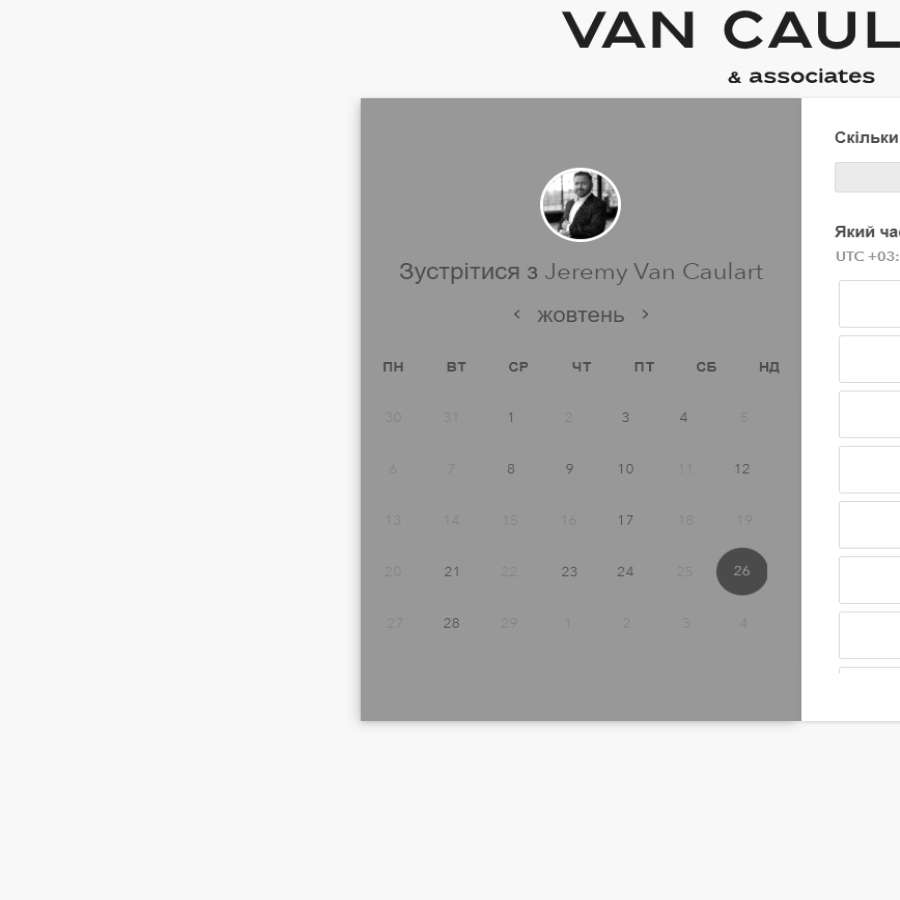 VAN CAUL
& associates
Скільки
Який ча
UTC +03:
Зустрітися з Jeremy Van Caulart
жовтень
ПН ВТ СР ЧТ ПТ СБ НД
30 31 1 2 3 4 5
6 7 8 9 10 11 12
13 14 15 16 17 18 19
20 21 22 23 24 25 26
27 28 29 1 2 3 4